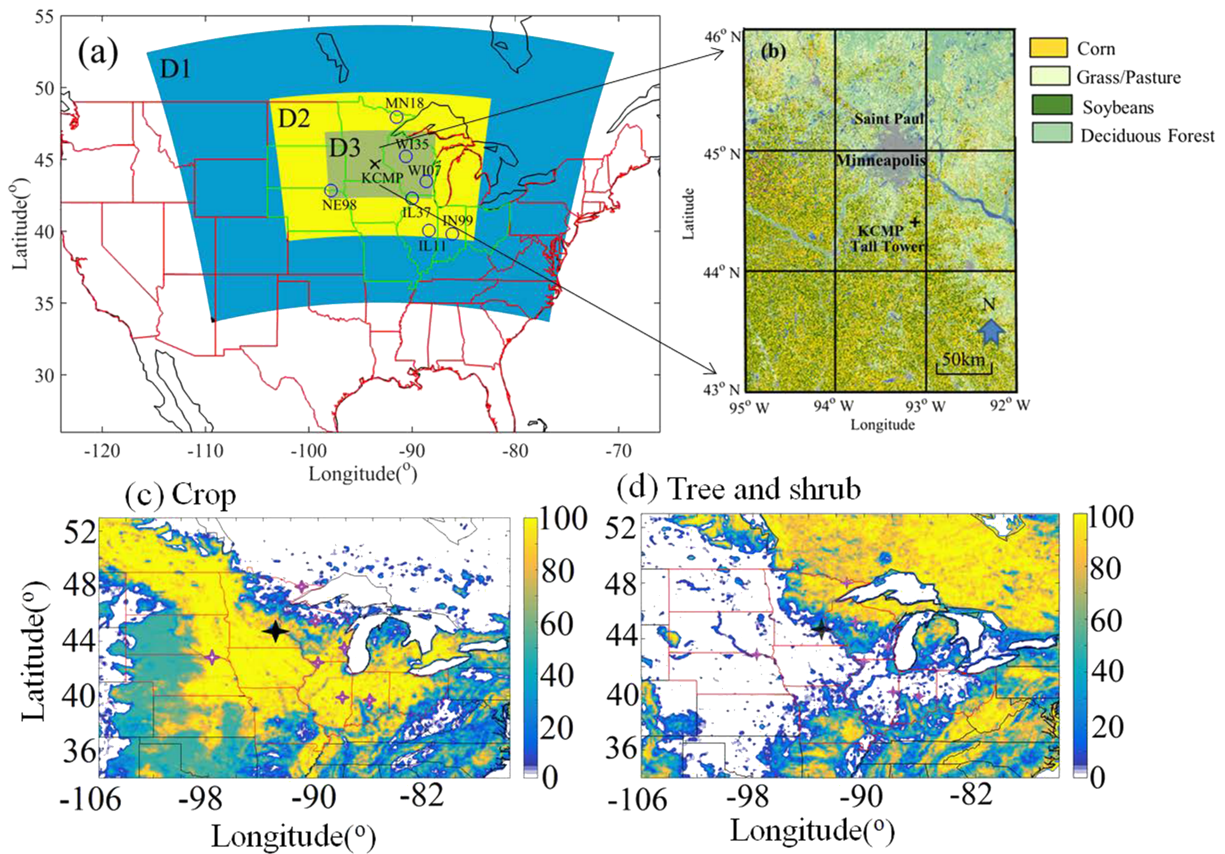 (a)
D1
D2
D3
MN18
WI35
KCMP
WI07
NE98
IL37
IN99
IL11
55
50
45
40
35
30
Latitude(°)
-120
-110
-100
-90
-80
-70
Longitude(°)
(b)
Saint Paul
Minneapolis
KCMP
Tall Tower
N
50km
46° N
45° N
44° N
43° N
Latitude
95° W
94° W
93° W
92° W
Longitude
Corn
Grass/Pasture
Soybeans
Deciduous Forest
(c) Crop
52
48
44
40
36
Latitude(°)
-106
-98
-90
-82
Longitude(°)
100
80
60
40
20
0
(d) Tree and shrub
52
48
44
40
36
-106
-98
-90
-82
Longitude(°)
100
80
60
40
20
0